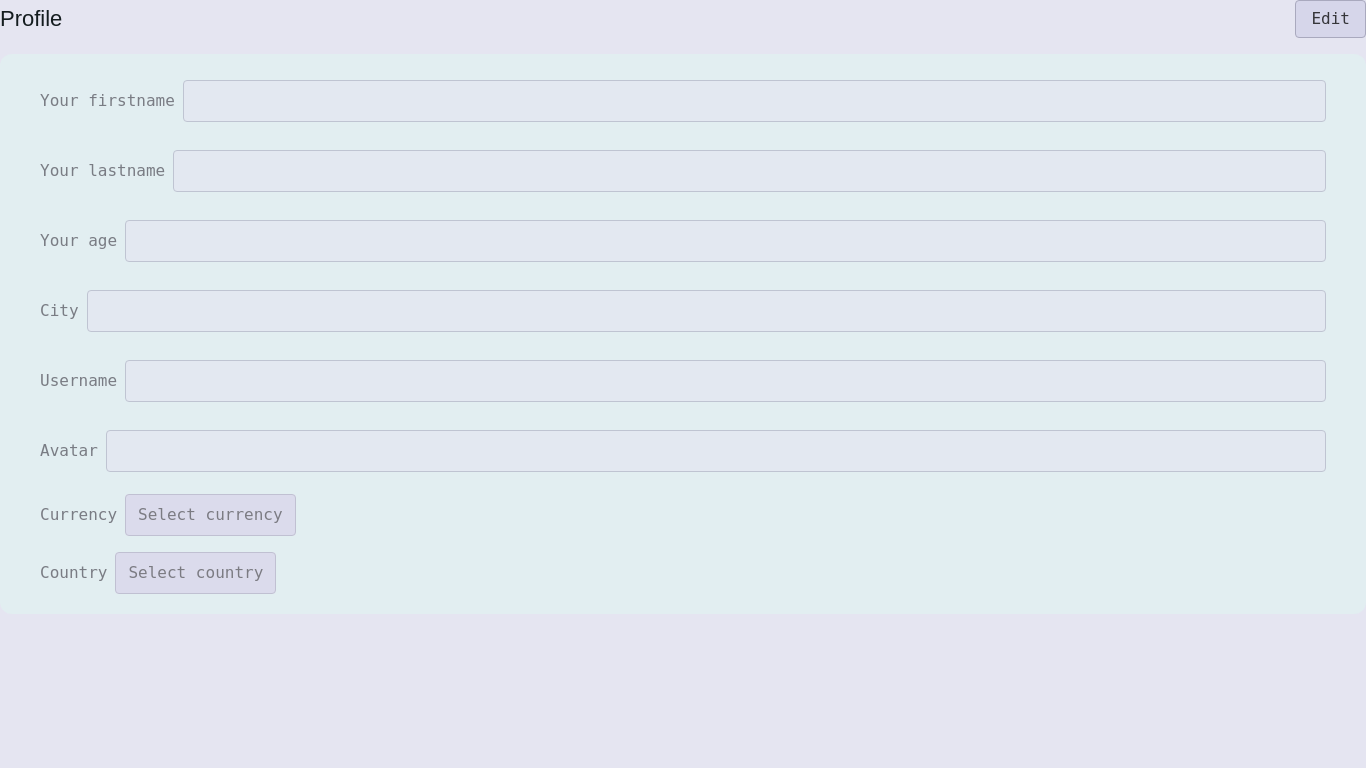 Profile
Edit
Your firstname
Your lastname
Your age
City
Username
Avatar
Currency Select currency
Country Select country